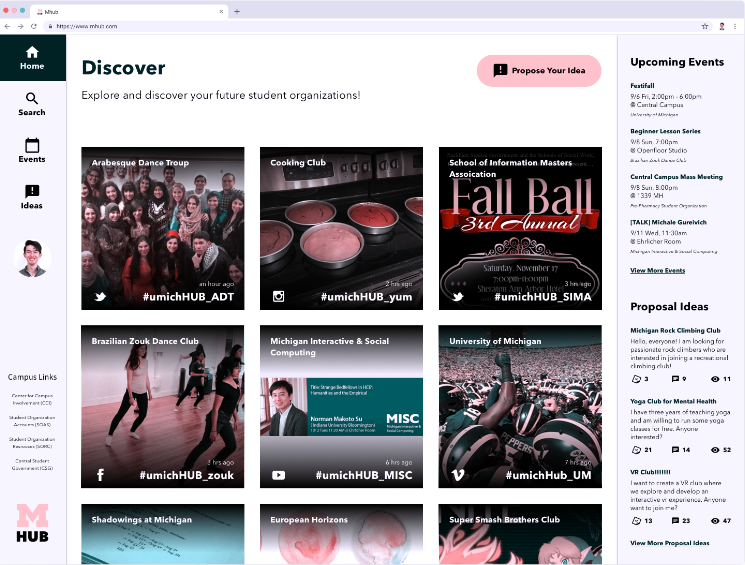 Mhub
https://www.mhub.com
Home
Search
Events
Ideas
Campus Links
Center for Campus
Involvement (CCI)
Student Organization
Accounts (SOAS)
Student Organization
Resources (SORC)
Central Student
Government (CSG)
M
HUB
Discover
Explore and discover your future student organizations!
Propose Your Idea
Arabesque Dance Troup
an hour ago
#umichHUB_ADT
Cooking Club
2 hrs ago
#umichHUB_yum
School of Information Masters
Assoication
Fall Ball
3rd Annual
Saturday, November 17
7:00pm-11:00pm
Sheraton Ann Arbor Hotel
3 hrs ago
#umichHUB_SIMA
Brazilian Zouk Dance Club
3 hrs ago
#umichHUB_zouk
Michigan Interactive & Social
Computing
Title: Strange Bedfellows in HCI?:
Humanities and the Empirical
Norman Makoto Su
(Indiana University Bloomington)
MISC
Michigan Interactive &
Social Computing
6 hrs ago
#umichHUB_MISC
University of Michigan
7 hrs ago
#umichHUB_UM
Shadowings at Michigan
European Horizons
Super Smash Brothers Club
Upcoming Events
Festifall
9/6 Fri, 2:00pm - 6:00pm
@ Central Campus
University of Michigan
Beginner Lesson Series
9/8 Sun, 2:00pm
@ Openfloor Studio
Brazilian Zouk Dance Club
Central Campus Mass Meeting
9/8 Sun, 8:00pm
@ 1339 MH
Pre-Pharmacy Student Organization
[TALK] Michale Gureivich
9/11 Wed, 11:30am
@ Ehrlicher Room
Michigan Interactive & Social Computing
View More Events
Proposal Ideas
Michigan Rock Climbing Club
Hello, everyone! I am looking for
passionate rock climbers who are
interested in joining a recreational
climbing club!
3 9 11
Yoga Club for Mental Health
I have three years of teaching yoga
and am willing to run some yoga
classes for free. Anyone
interested?
21 14 52
VR Club!!!!!!!
I want to create a VR club where
we explore and develop an
interactive vr experience. Anyone
want to join me?
13 23 47
View More Proposal Ideas